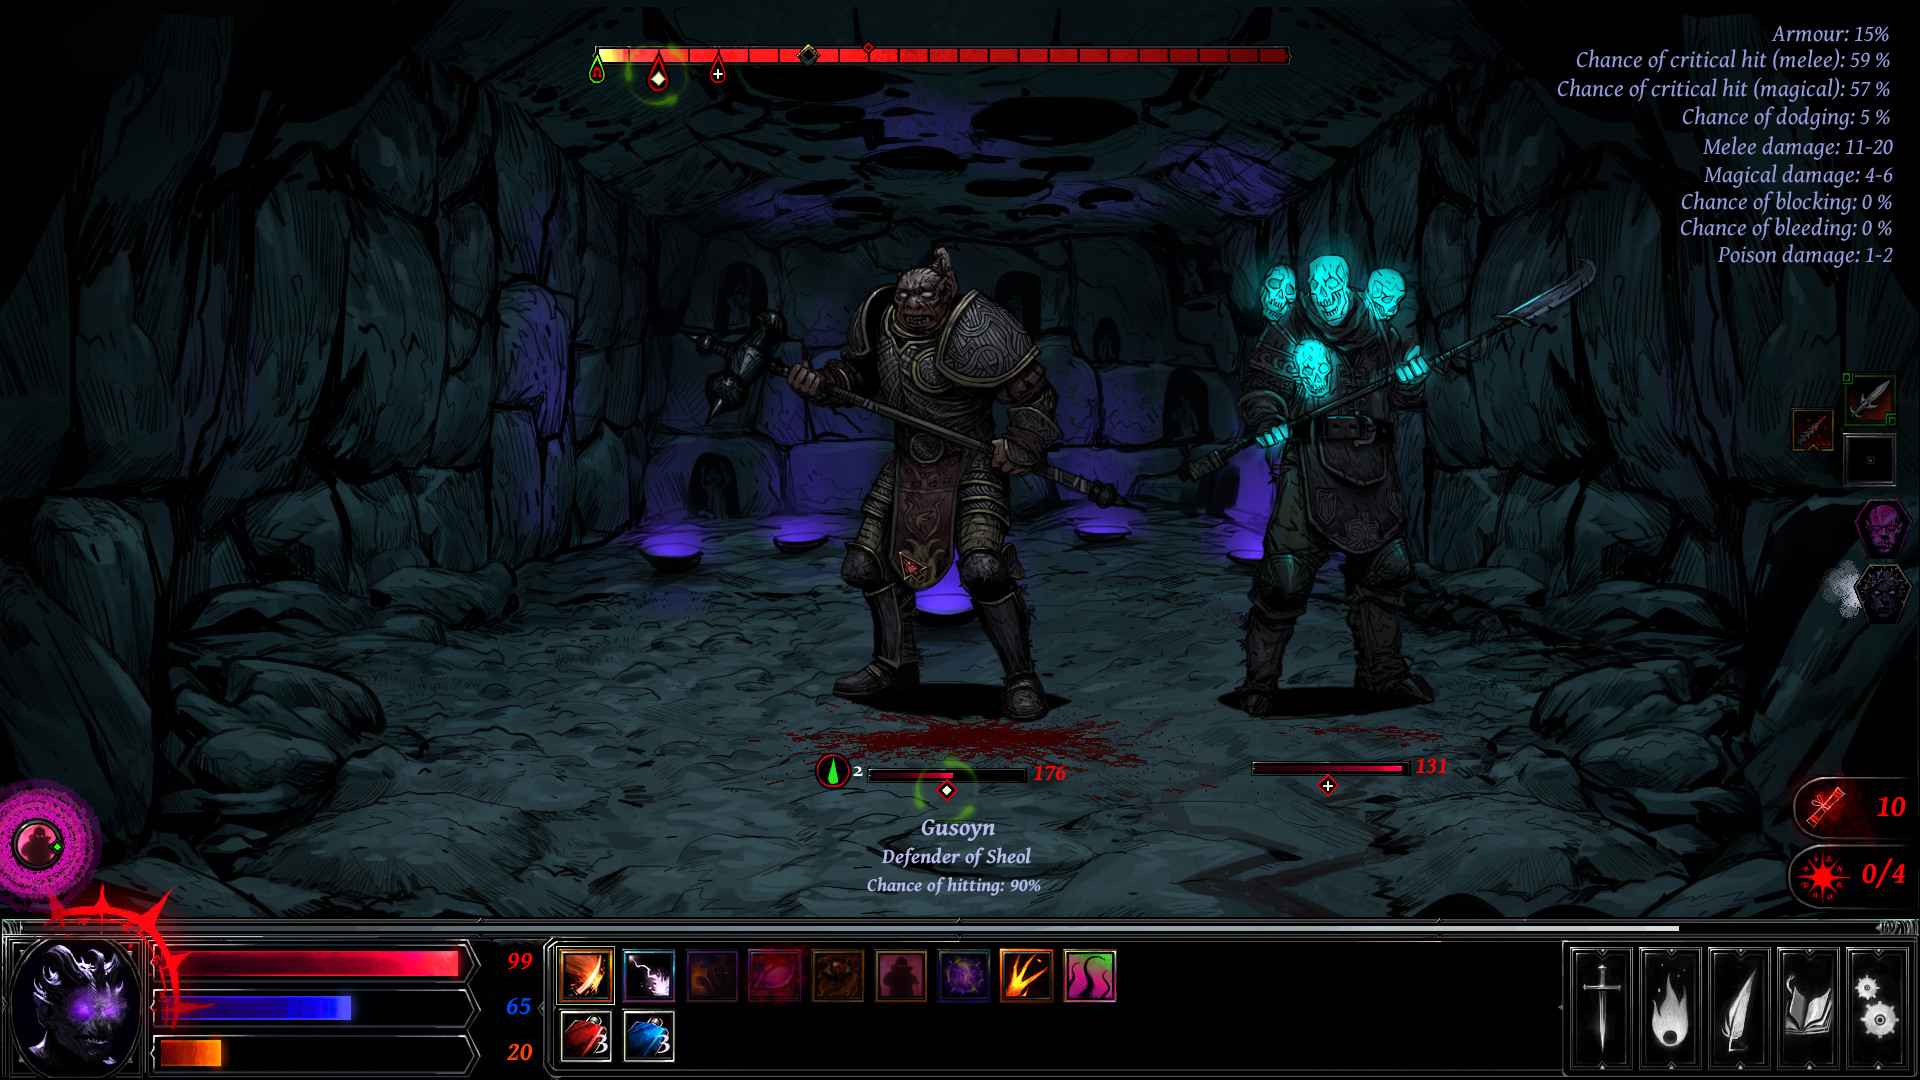 Armour: 15%
Chance of critical hit (melee): 59 %
Chance of critical hit (magical): 57 %
Chance of dodging: 5 %
Melee damage: 11-20
Magical damage: 4-6
Chance of blocking: 0 %
Chance of bleeding: 0 %
Poison damage: 1-2
2
176
131
Gusoyn
Defender of Sheol
Chance of hitting: 90%
10
0/4
99
65
20
3
3